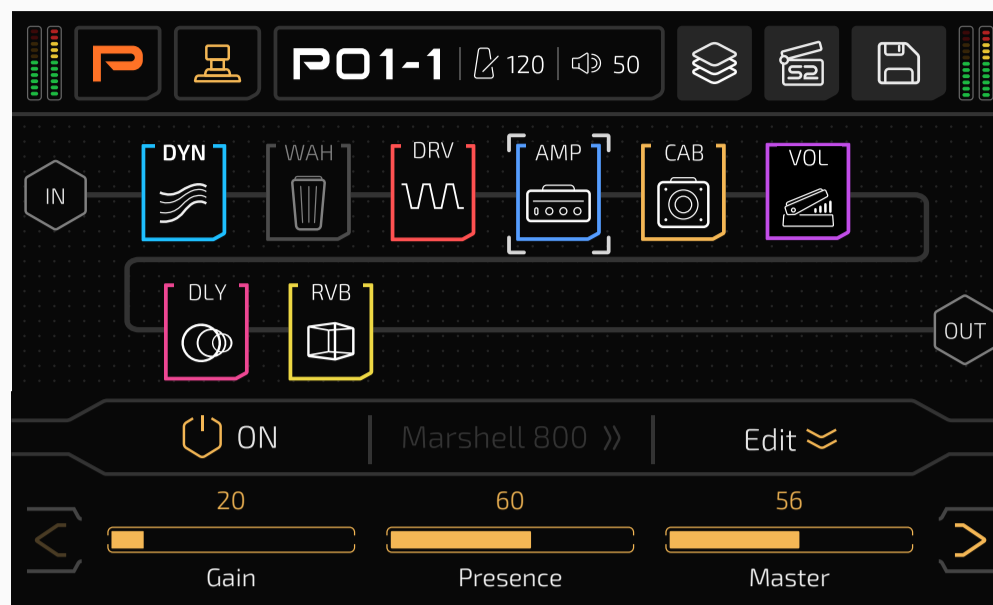 P01-1 120 50
S2
IN DYN WAH DRV AMP CAB VOL
DLY RVB OUT
ON Marshell 800 Edit
20 60 56
Gain Presence Master